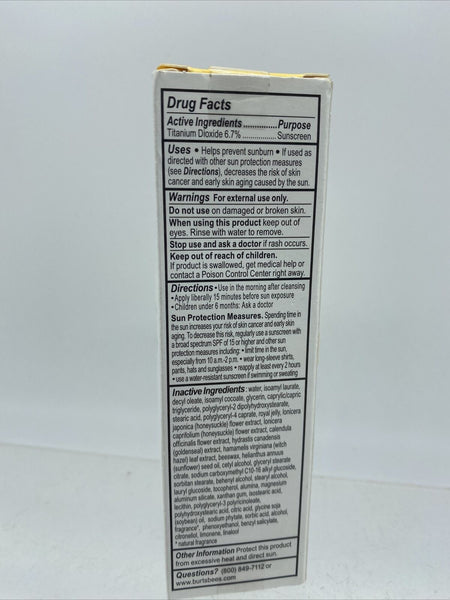 Drug Facts
Active Ingredients ............... Purpose
Titanium Dioxide 6.7% ................. Sunscreen
Uses • Helps prevent sunburn • If used as
directed with other sun protection measures
(see Directions), decreases the risk of skin
cancer and early skin aging caused by the sun.
Warnings For external use only.
Do not use on damaged or broken skin.
When using this product keep out of
eyes. Rinse with water to remove.
Stop use and ask a doctor if rash occurs.
Keep out of reach of children.
If product is swallowed, get medical help or
contact a Poison Control Center right away.
Directions • Use in the morning after cleansing
• Apply liberally 15 minutes before sun exposure
• Children under 6 months: Ask a doctor
Sun Protection Measures. Spending time in
the sun increases your risk of skin cancer and early skin
aging. To decrease this risk, regularly use a sunscreen with
a broad spectrum SPF of 15 or higher and other sun
protection measures including: • limit time in the sun,
especially from 10 a.m.-2 p.m. • wear long-sleeve shirts,
pants, hats and sunglasses • reapply at least every 2 hours
• use a water-resistant sunscreen if swimming or sweating
Inactive Ingredients: water, isoamyl laurate,
decyl oleate, isoamyl cocoate, glycerin, caprylic/capric
triglyceride, polyglyceryl-2 dipolyhydroxystearate,
stearic acid, polyglyceryl-4 caprate, royal jelly, lonicera
japonica (honeysuckle) flower extract, lonicera
caprifolium (honeysuckle) flower extract, calendula
officinalis flower extract, hydrastis canadensis
(goldenseal) extract, hamamelis virginiana (witch
hazel) leaf extract, beeswax, helianthus annuus
(sunflower) seed oil, cetyl alcohol, glyceryl stearate
citrate, sodium carboxymethyl C10-16 alkyl glucoside,
sorbitan stearate, behenyl alcohol, stearyl alcohol,
lauryl glucoside, tocopherol, alumina, magnesium
aluminum silicate, xanthan gum, isostearic acid,
lecithin, polyglyceryl-3 polyricinoleate,
polyhydroxystearic acid, citric acid, glycine soja
(soybean) oil, sodium phytate, sorbic acid, alcohol,
fragrance*, phenoxyethanol, benzyl salicylate,
citronellol, limonene, linalool
* natural fragrance
Other Information Protect this product
from excessive heat and direct sun.
Questions? (800) 849-7112 or
www.burtsbees.com